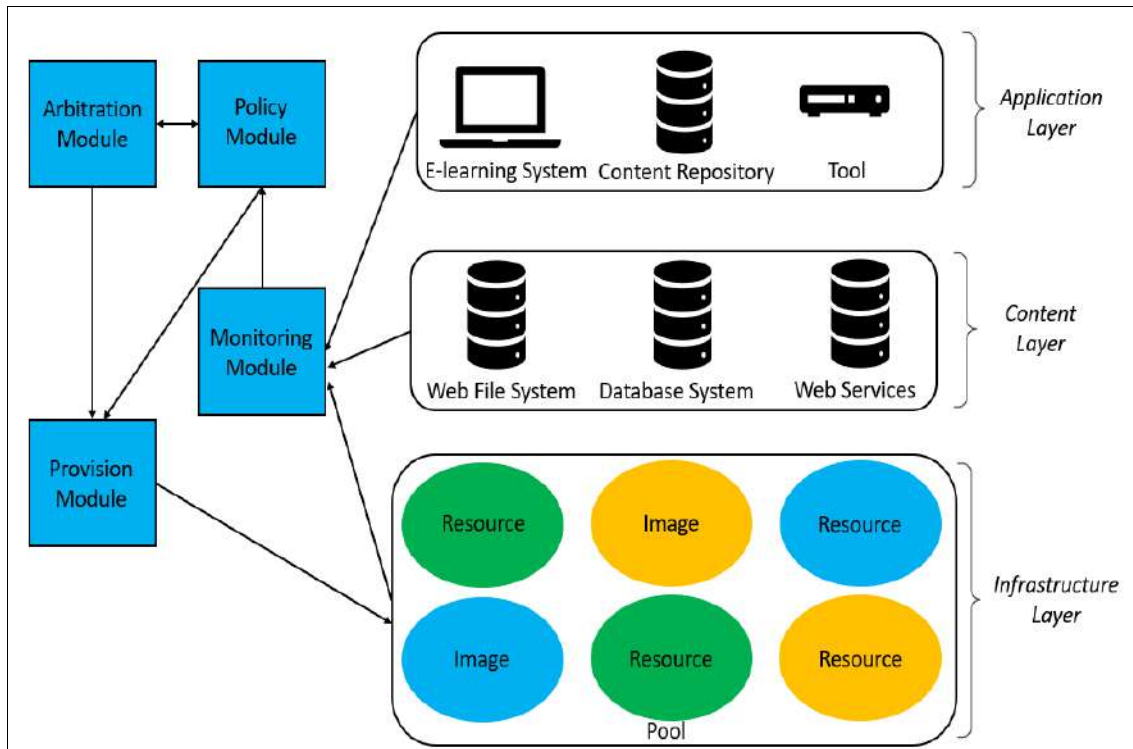 Arbitration
Module
Policy
Module
Monitoring
Module
Provision
Module
E-learning System
Content Repository
Tool
Application
Layer
Web File System
Database System
Web Services
Content
Layer
Resource
Image
Resource
Image
Resource
Resource
Pool
Infrastructure
Layer